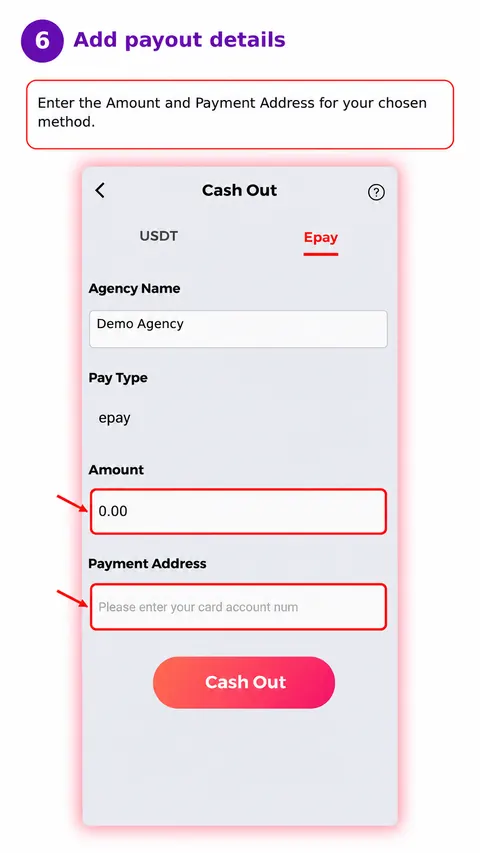 6 Add payout details
Enter the Amount and Payment Address for your chosen
method.
Cash Out ?
USDT Epay
Agency Name
Demo Agency
Pay Type
epay
Amount
0.00
Payment Address
Please enter your card account num
Cash Out